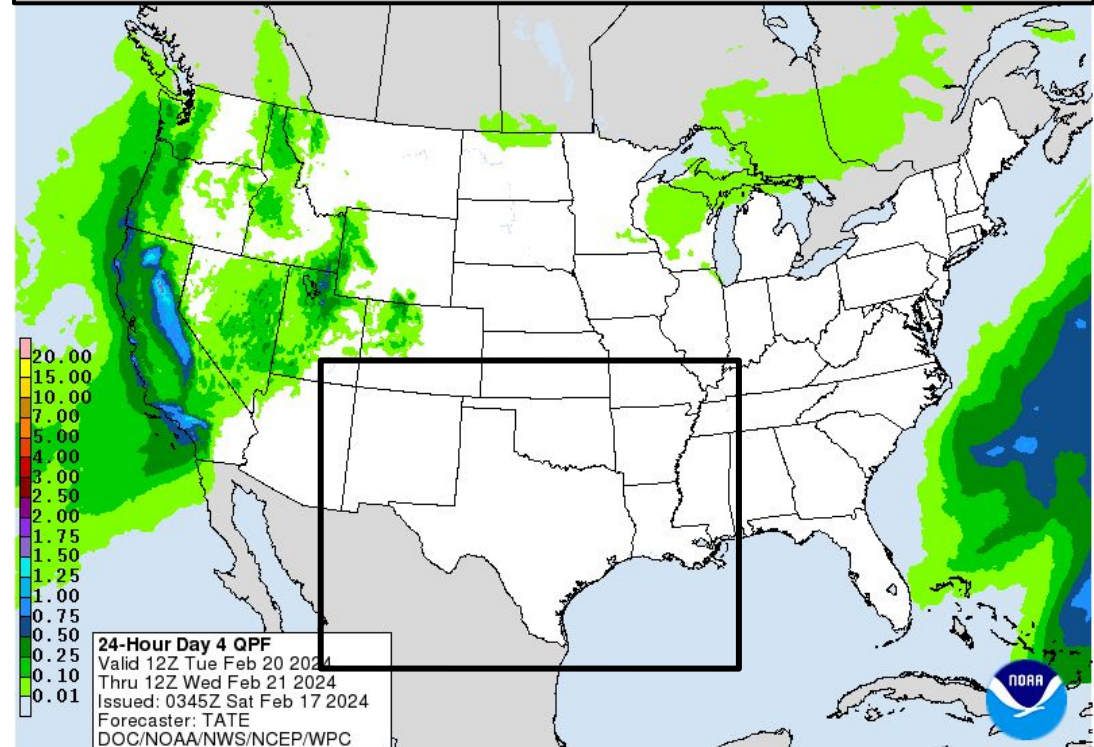 20.00
15.00
10.00
7.00
5.00
4.00
3.00
2.50
2.00
1.75
1.50
1.25
1.00
0.75
0.50
0.25
0.10
0.01
24-Hour Day 4 QPF
Valid 12Z Tue Feb 20 2024
Thru 12Z Wed Feb 21 2024
Issued: 0345Z Sat Feb 17 2024
Forecaster: TATE
DOC/NOAA/NWS/NCEP/WPC
NOAA